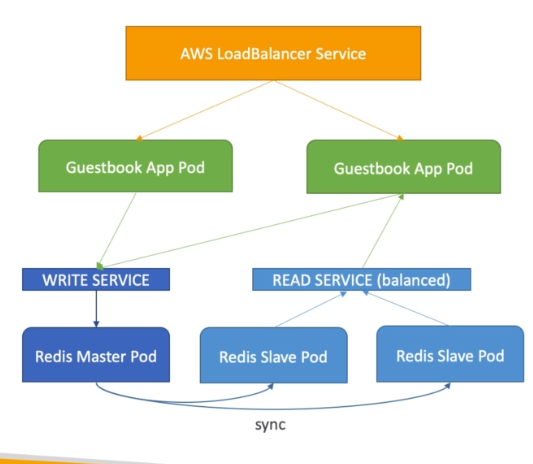 AWS LoadBalancer Service
Guestbook App Pod
Guestbook App Pod
WRITE SERVICE
READ SERVICE (balanced)
Redis Master Pod
Redis Slave Pod
Redis Slave Pod
sync